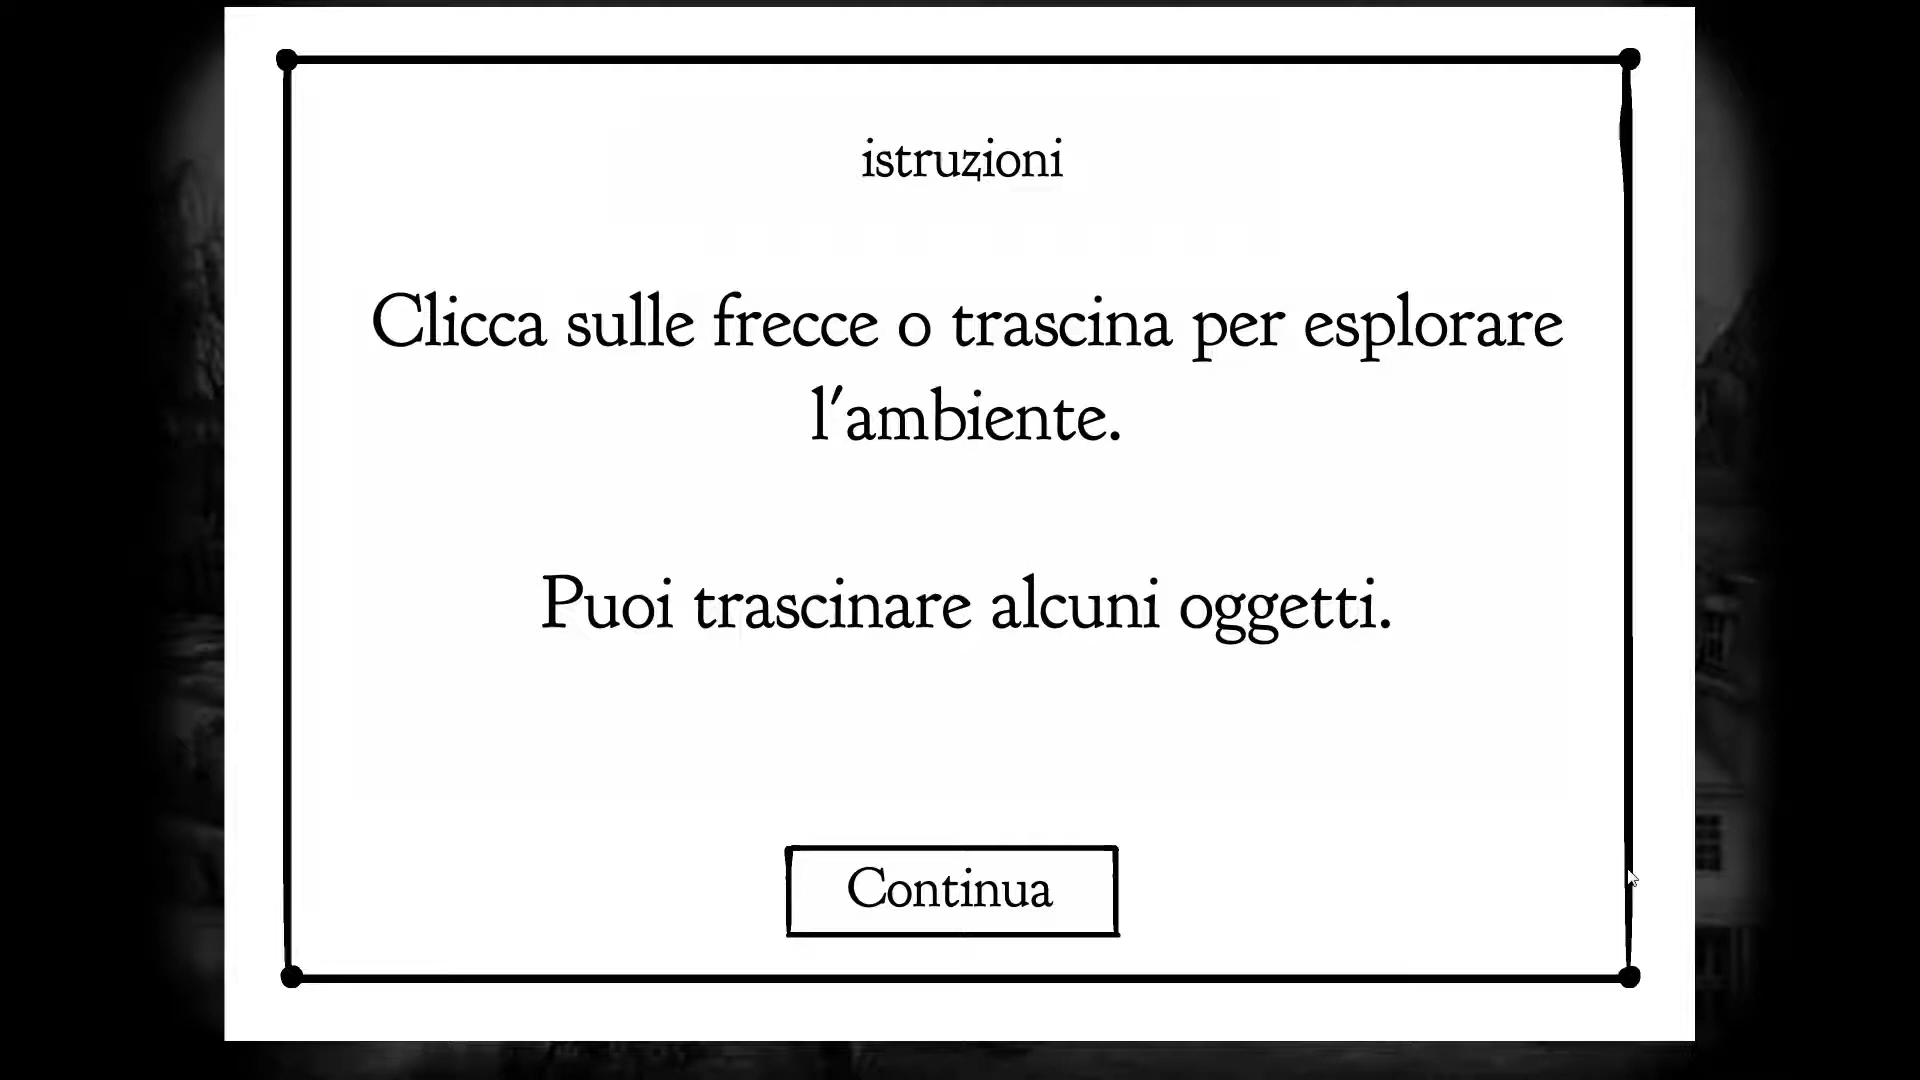 istruzioni
Clicca sulle frecce o trascina per esplorare
l'ambiente.
Puoi trascinare alcuni oggetti.
Continua